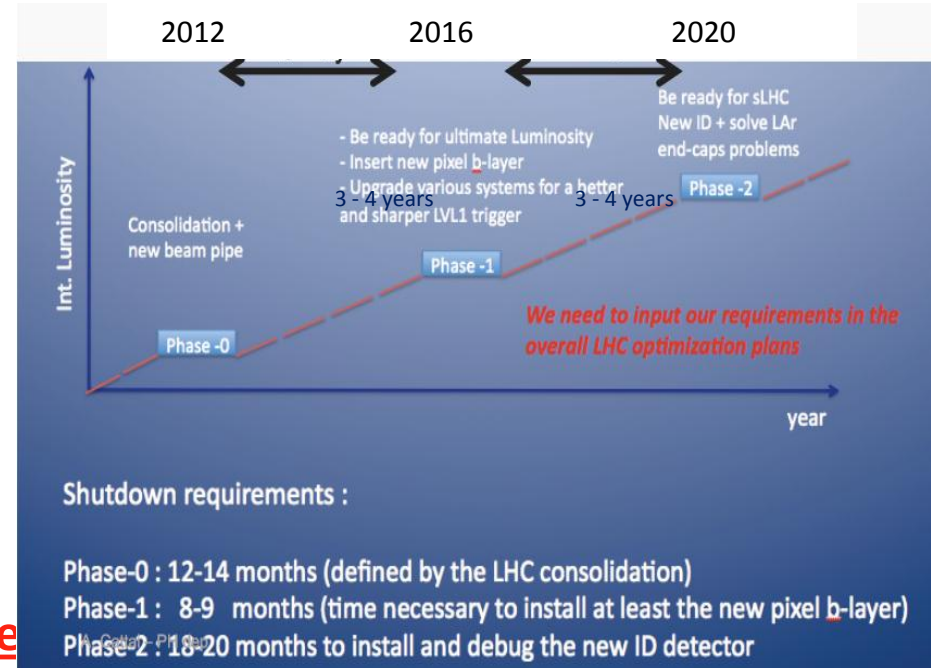 2012 2016 2020
Be ready for sLHC
New ID + solve LAr
end-caps problems
- Be ready for ultimate Luminosity
- Insert new pixel b-layer
- Upgrade various systems for a better
and sharper LVL1 trigger
3 - 4 years
3 - 4 years
Phase -2
Consolidation +
new beam pipe
Phase -1
Int. Luminosity
We need to input our requirements in the
overall LHC optimization plans
Phase -0
year
Shutdown requirements :
Phase-0 : 12-14 months (defined by the LHC consolidation)
Phase-1 : 8-9 months (time necessary to install at least the new pixel b-layer)
Phase-2 : 18-20 months to install and debug the new ID detector
e